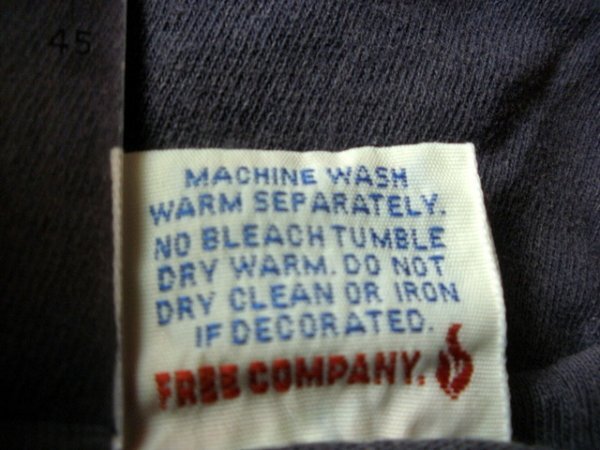 45
MACHINE WASH
WARM SEPARATELY.
NO BLEACH TUMBLE
DRY WARM. DO NOT
DRY CLEAN OR IRON
IF DECORATED.
FREE COMPANY.